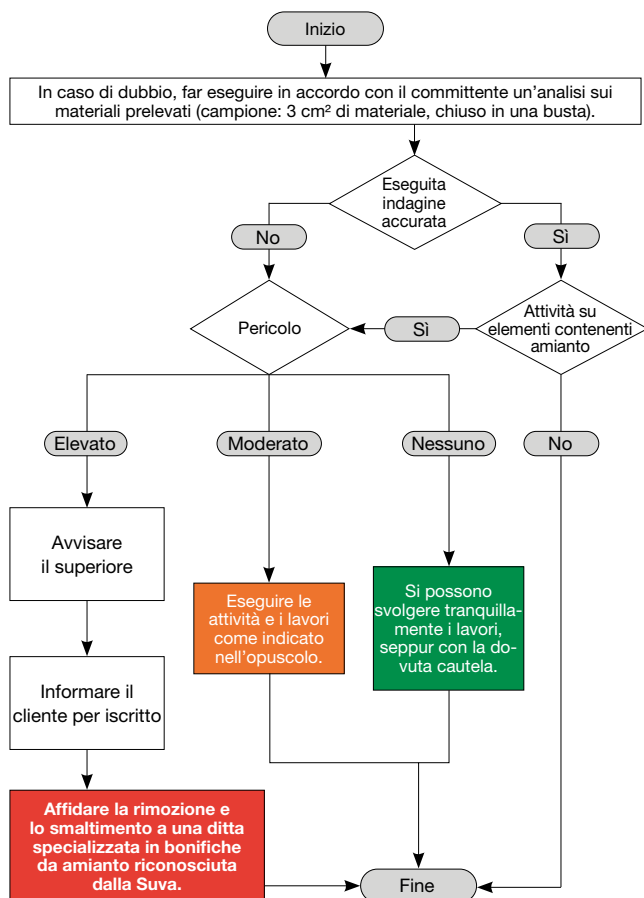 Inizio
In caso di dubbio, far eseguire in accordo con il committente un'analisi sui
materiali prelevati (campione: 3 cm² di materiale, chiuso in una busta).
Eseguita
indagine
accurata
No
Sì
Pericolo
Sì
Attività su
elementi contenenti
amianto
Elevato
Moderato
Nessuno
No
Avvisare
il superiore
Eseguire le
attività e i lavori
come indicato
nell'opuscolo.
Si possono
svolgere tranquilla-
mente i lavori,
seppur con la do-
vuta cautela.
Informare il
cliente per iscritto
Affidare la rimozione e
lo smaltimento a una ditta
specializzata in bonifiche
da amianto riconosciuta
dalla Suva.
Fine